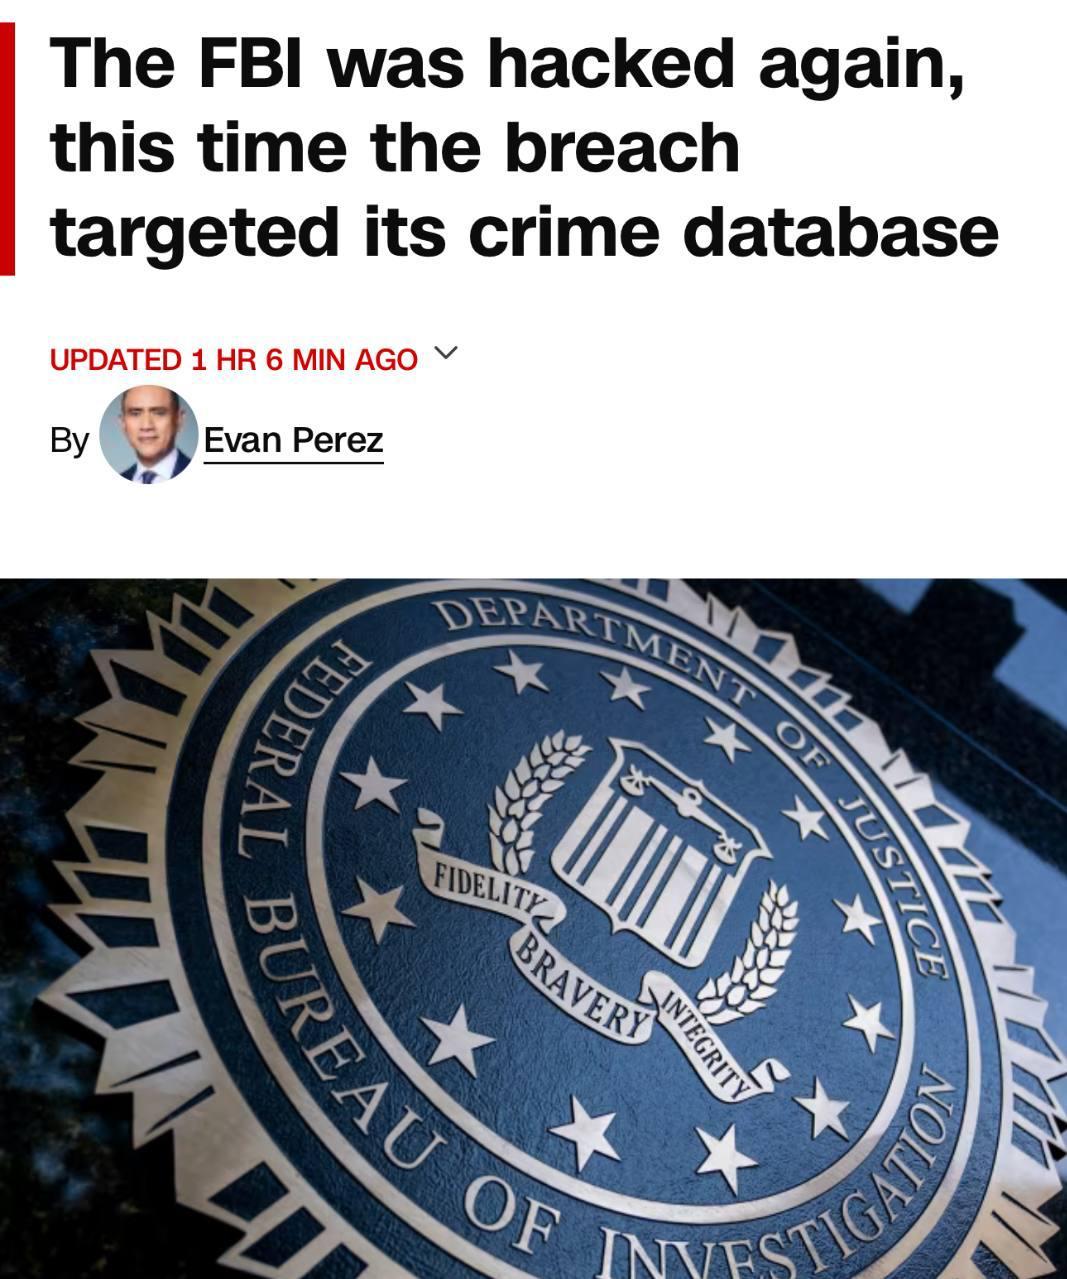 The FBI was hacked again,
this time the breach
targeted its crime database
UPDATED 1 HR 6 MIN AGO
By Evan Perez
DEPARTMENT OF JUSTICE
FEDERAL BUREAU OF INVESTIGATION
FIDELITY
BRAVERY
INTEGRITY